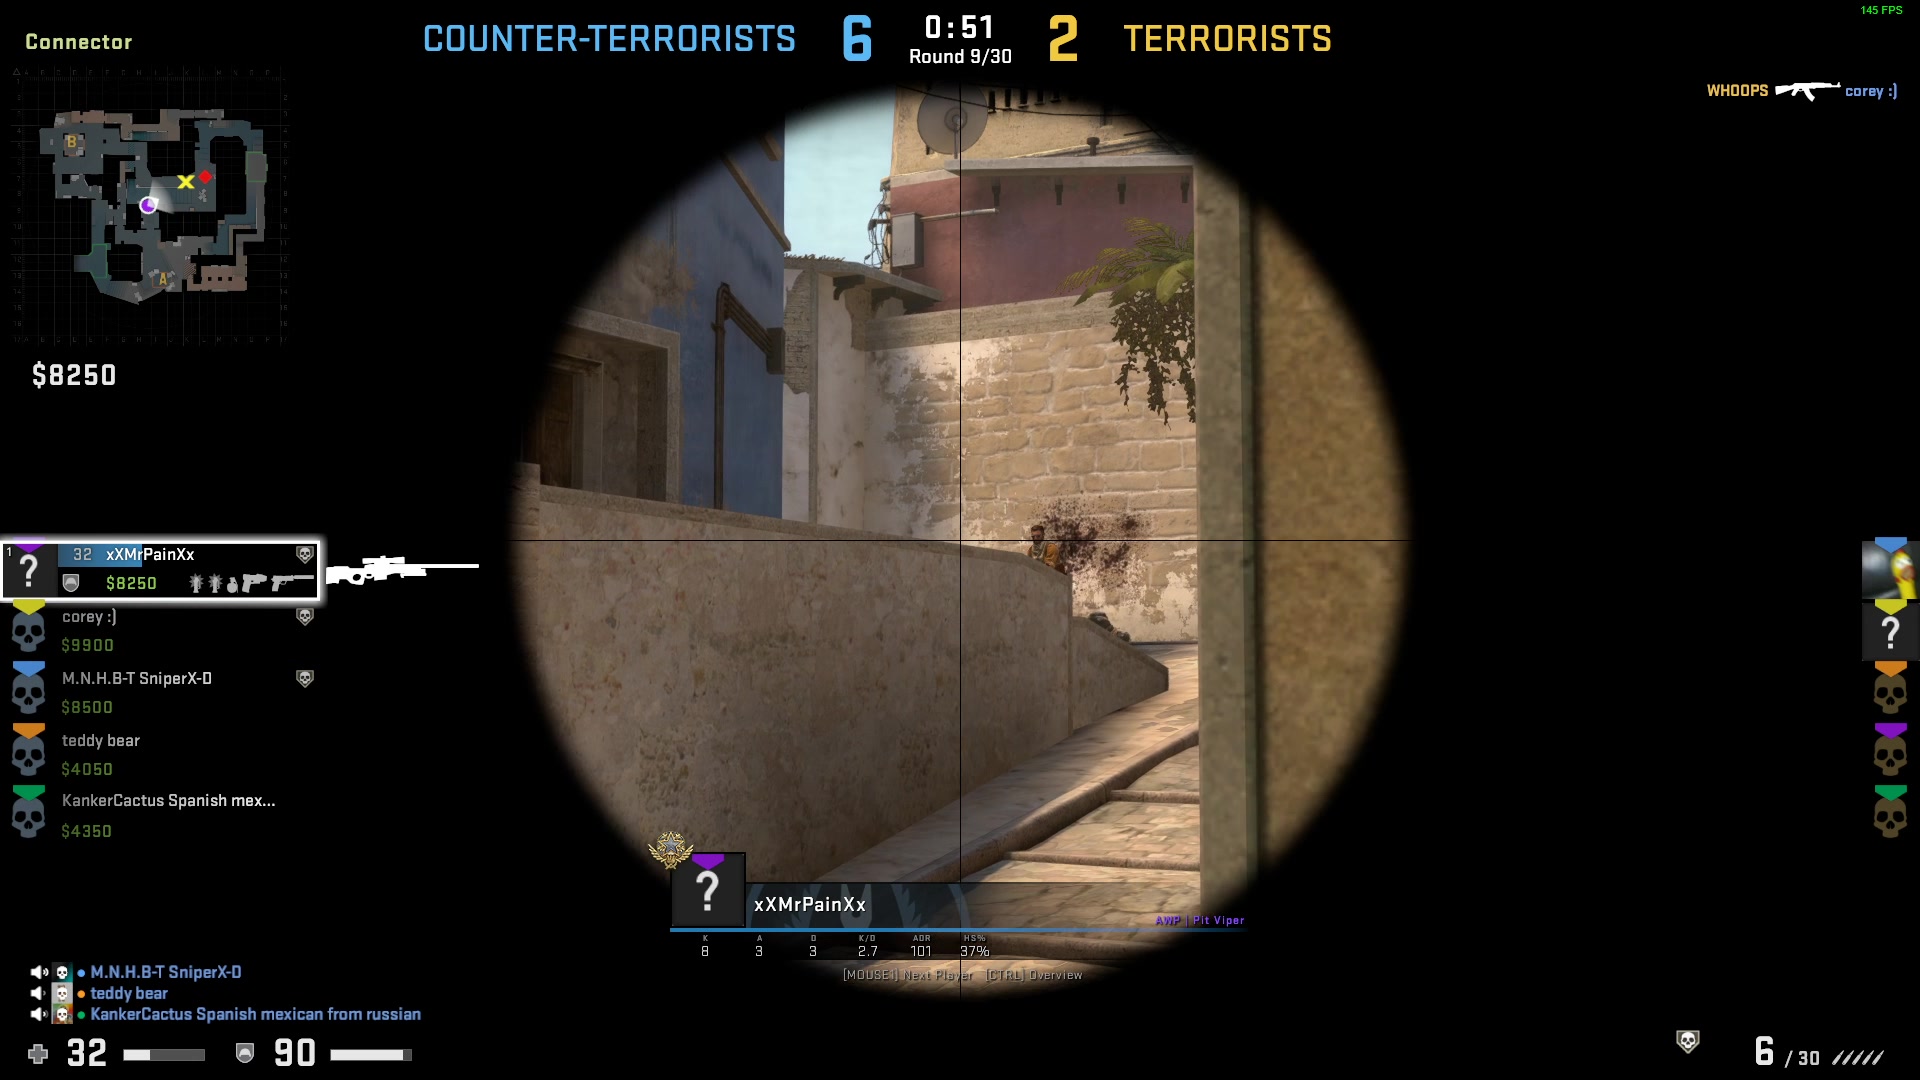 145 FPS
Connector
COUNTER-TERRORISTS 6 0:51 2 TERRORISTS
Round 9/30
WHOOPS corey :)
B
A
$8250
1
? 32 xXMrPainXx
$8250
corey :)
$9900
M.N.H.B-T SniperX-D
$8500
teddy bear
$4050
KankerCactus Spanish mex...
$4350
?
? xXMrPainXx
AWP | Pit Viper
K A D K/D ADR HS%
8 3 3 2.7 101 37%
[MOUSE1] Next Player [CTRL] Overview
M.N.H.B-T SniperX-D
teddy bear
KankerCactus Spanish mexican from russian
32 90
6 / 30